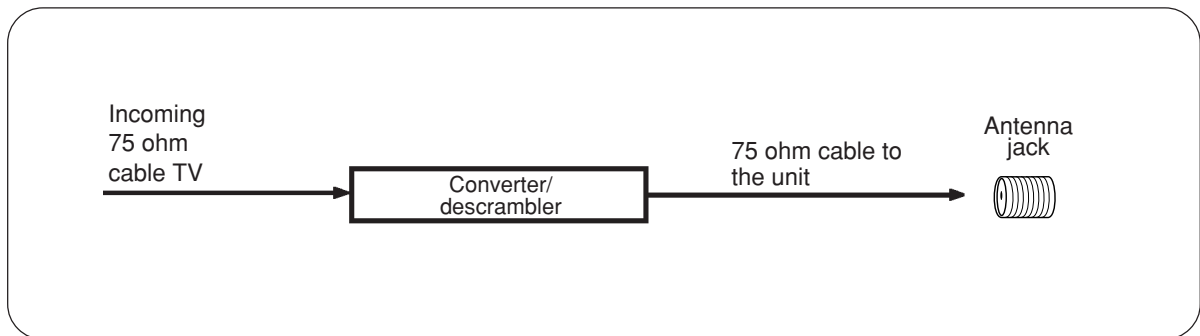 Incoming
75 ohm
cable TV
Converter/
descrambler
75 ohm cable to
the unit
Antenna
jack